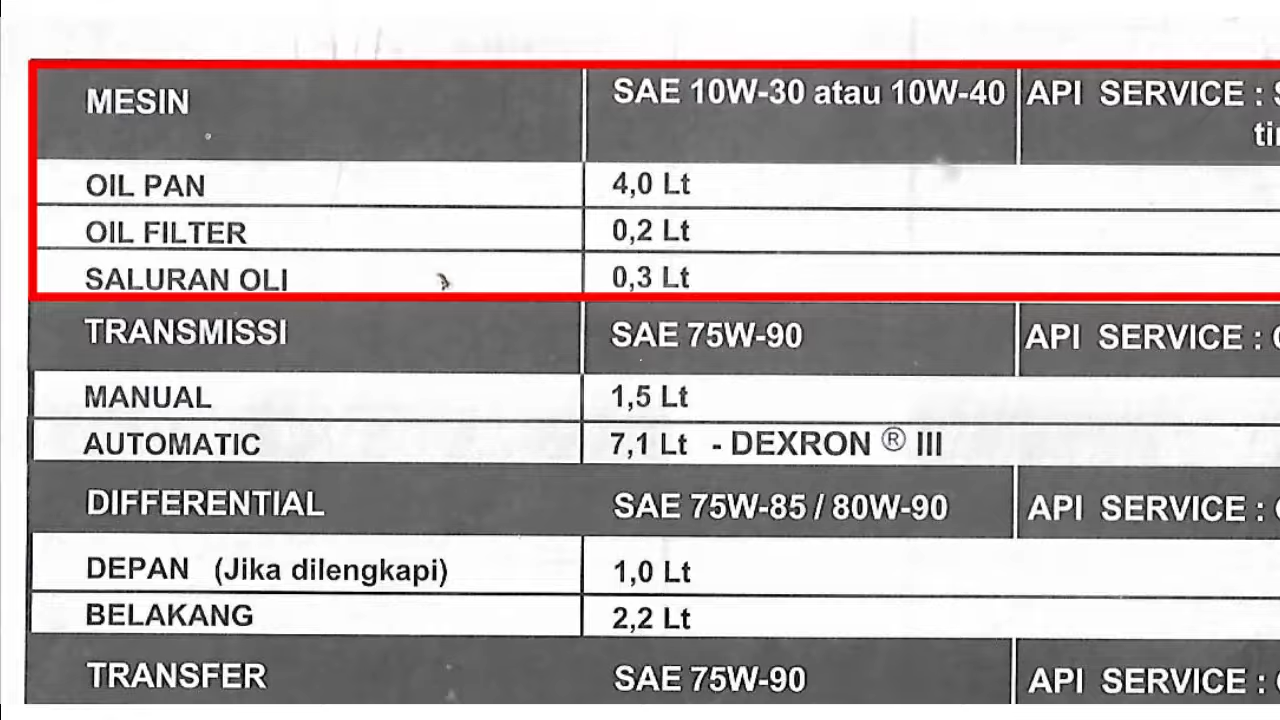 MESIN SAE 10W-30 atau 10W-40 API SERVICE :
OIL PAN 4,0 Lt
OIL FILTER 0,2 Lt
SALURAN OLI 0,3 Lt
TRANSMISSI SAE 75W-90 API SERVICE :
MANUAL 1,5 Lt
AUTOMATIC 7,1 Lt - DEXRON ® III
DIFFERENTIAL SAE 75W-85 / 80W-90 API SERVICE :
DEPAN (Jika dilengkapi) 1,0 Lt
BELAKANG 2,2 Lt
TRANSFER SAE 75W-90 API SERVICE :